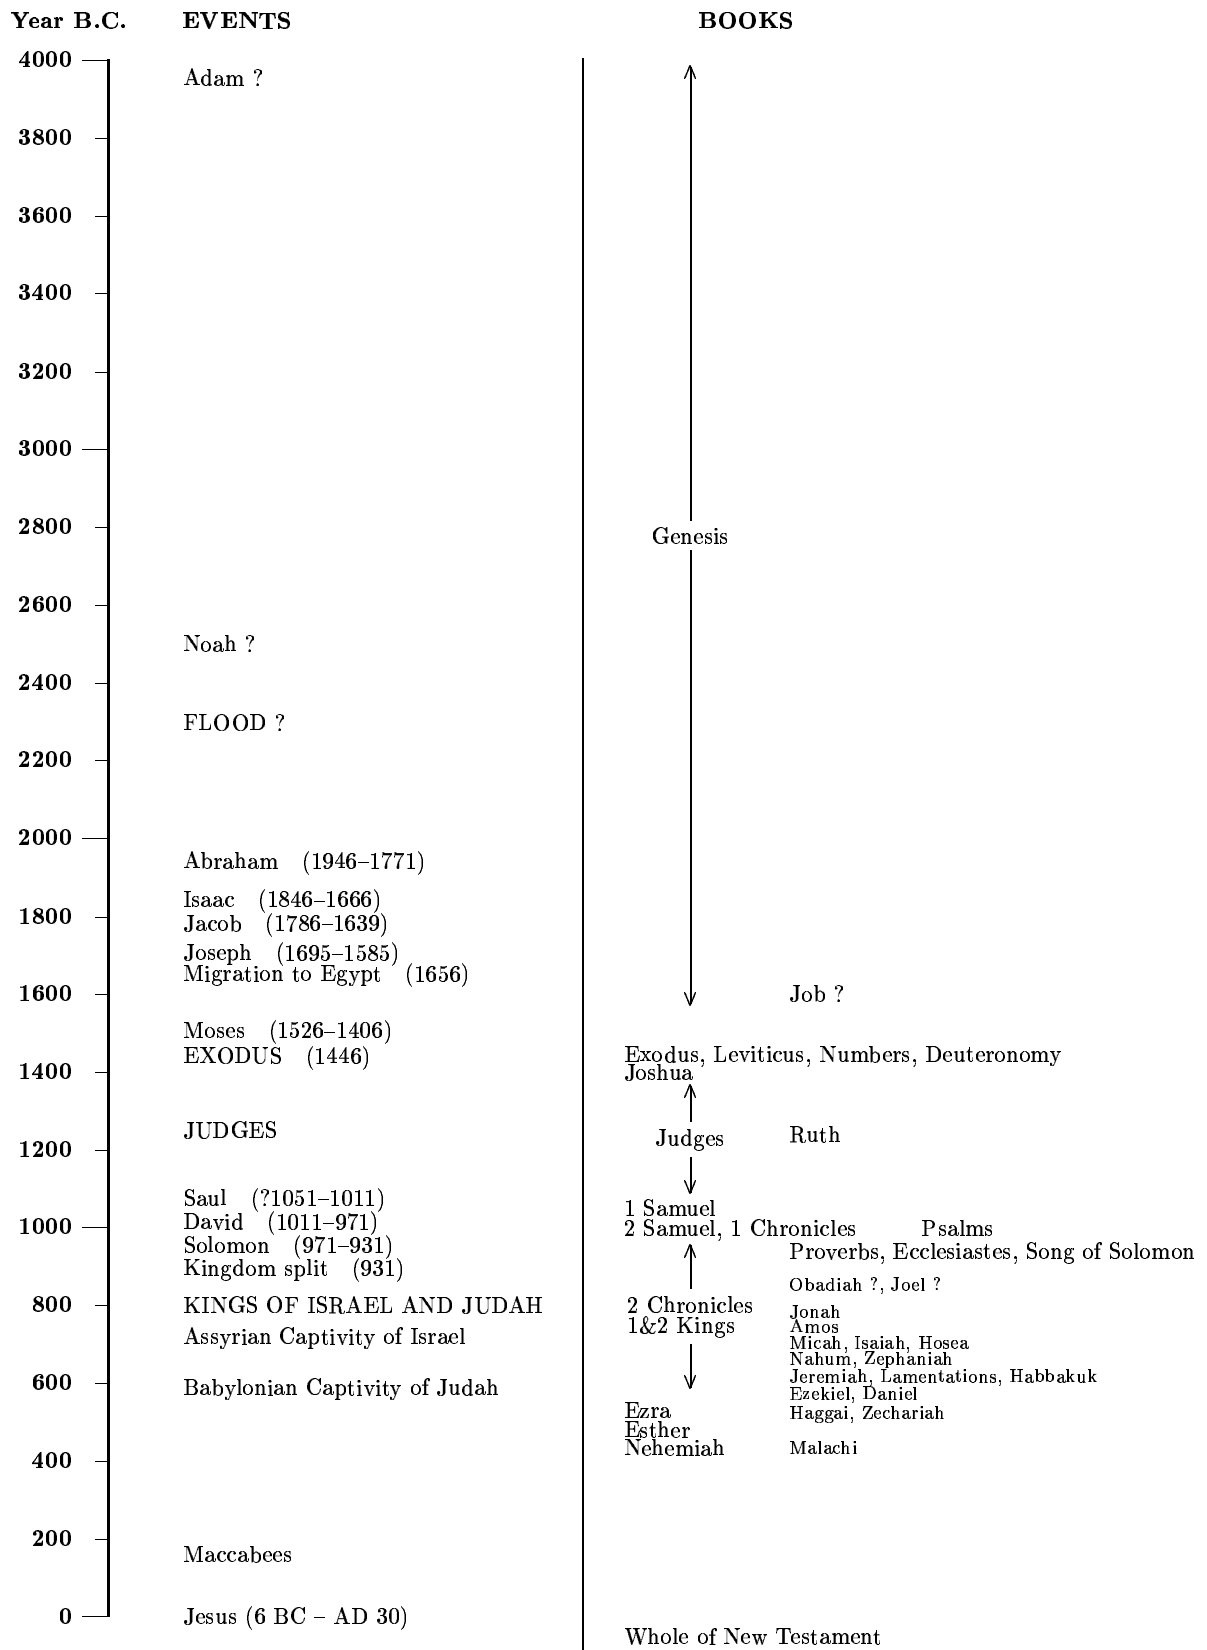 Year B.C. EVENTS BOOKS
4000
Adam ?
3800
3600
3400
3200
3000
2800
Genesis
2600
Noah ?
2400
FLOOD ?
2200
2000
Abraham (1946–1771)
Isaac (1846–1666)
1800
Jacob (1786–1639)
Joseph (1695–1585)
Migration to Egypt (1656)
1600 Job ?
Moses (1526–1406)
EXODUS (1446) Exodus, Leviticus, Numbers, Deuteronomy
1400 Joshua
JUDGES Judges Ruth
1200
Saul (?1051–1011)
1 Samuel
David (1011–971)
1000 2 Samuel, 1 Chronicles Psalms
Solomon (971–931) Proverbs, Ecclesiastes, Song of Solomon
Kingdom split (931)
Obadiah ?, Joel ?
800 KINGS OF ISRAEL AND JUDAH 2 Chronicles
Jonah
1&2 Kings Amos
Assyrian Captivity of Israel Micah, Isaiah, Hosea
Nahum, Zephaniah
Jeremiah, Lamentations, Habbakuk
600
Babylonian Captivity of Judah Ezekiel, Daniel
Ezra Haggai, Zechariah
Esther
Nehemiah Malachi
400
200
Maccabees
0 Jesus (6 BC – AD 30)
Whole of New Testament